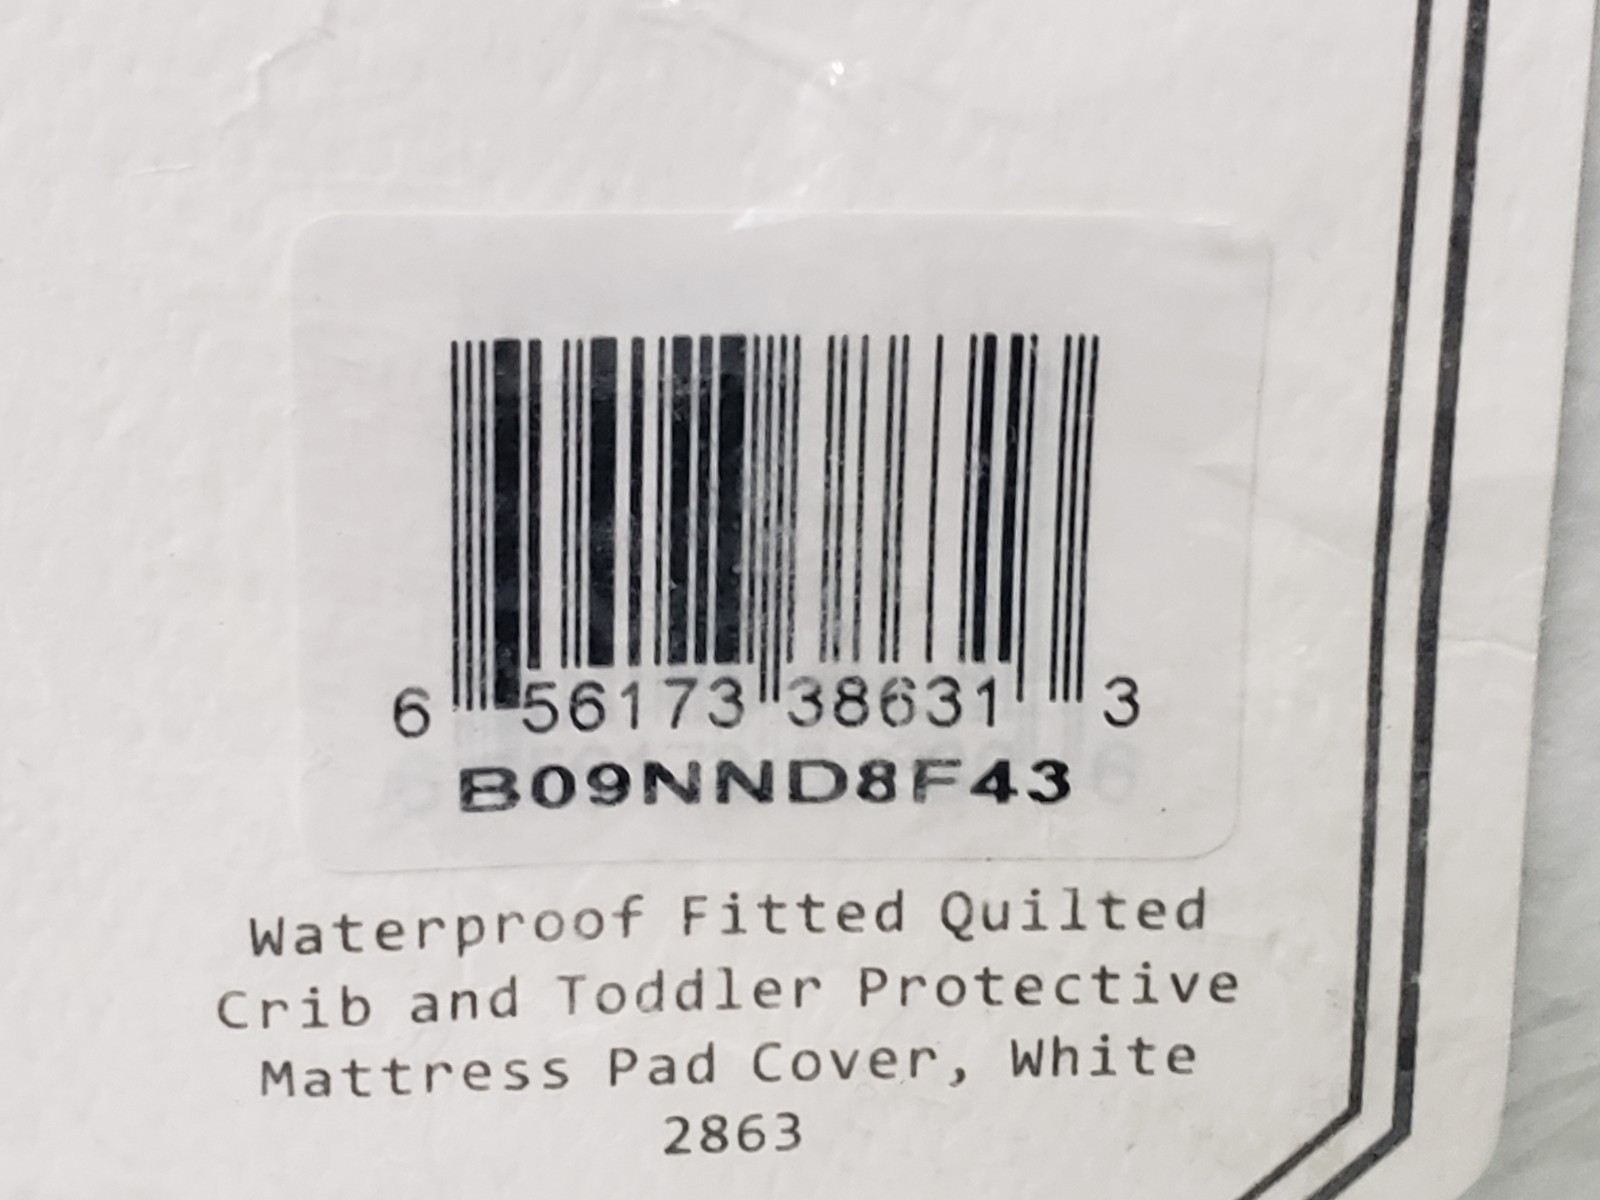 6 56173 38631 3
B09NND8F43
Waterproof Fitted Quilted
Crib and Toddler Protective
Mattress Pad Cover, White
2863